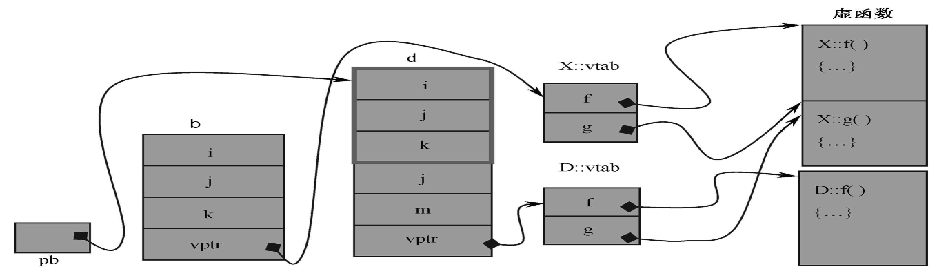 虚函数
d
X::vtab
X::f( )
{...}
i
j
k
f
g
b
i
j
k
vptr
X::g( )
{...}
D::vtab
j
m
vptr
f
g
D::f( )
{...}
pb